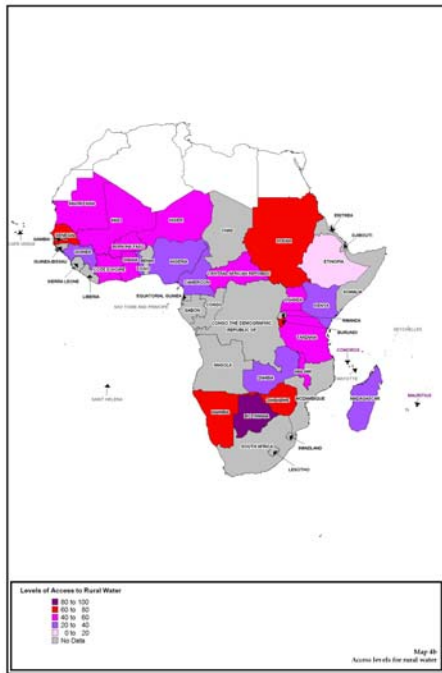 MAURITANIA
MALI
NIGER
CHAD
SUDAN
ERITREA
CAPE VERDE
SENEGAL
GAMBIA
DJIBOUTI
BURKINA FASO
GUINEA
GUINEA-BISSAU
NIGERIA
ETHIOPIA
GHANA
SIERRA LEONE
CENTRAL AFRICAN REPUBLIC
LIBERIA
CAMEROON
SOMALIA
EQUATORIAL GUINEA
UGANDA
KENYA
SAO TOME AND PRINCIPE
CONGO
GABON
CONGO, THE DEMOCRATIC
REPUBLIC OF
RWANDA
BURUNDI
TANZANIA
SEYCHELLES
COMOROS
ANGOLA
MALAWI
ZAMBIA
MAYOTTE
SAINT HELENA
ZIMBABWE
MOZAMBIQUE
MADAGASCAR
MAURITIUS
NAMIBIA
BOTSWANA
SWAZILAND
SOUTH AFRICA
LESOTHO
Levels of Access to Rural Water
80 to 100
60 to 80
40 to 60
20 to 40
0 to 20
No Data
Map 4b
Access levels for rural water